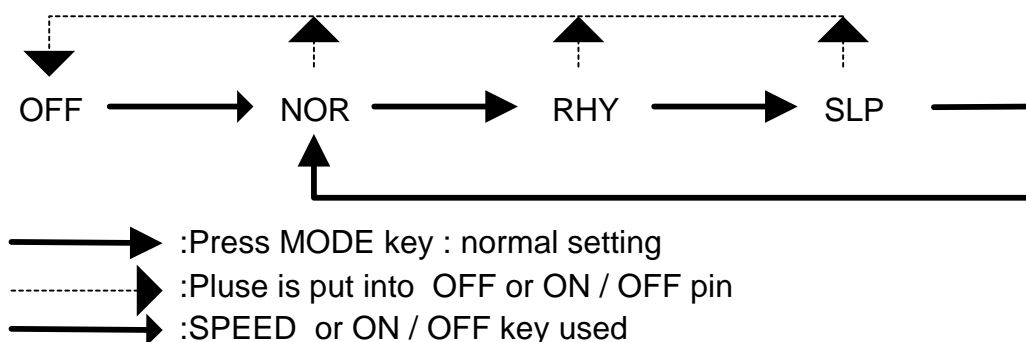 OFF NOR RHY SLP
:Press MODE key : normal setting
:Pluse is put into OFF or ON / OFF pin
:SPEED or ON / OFF key used